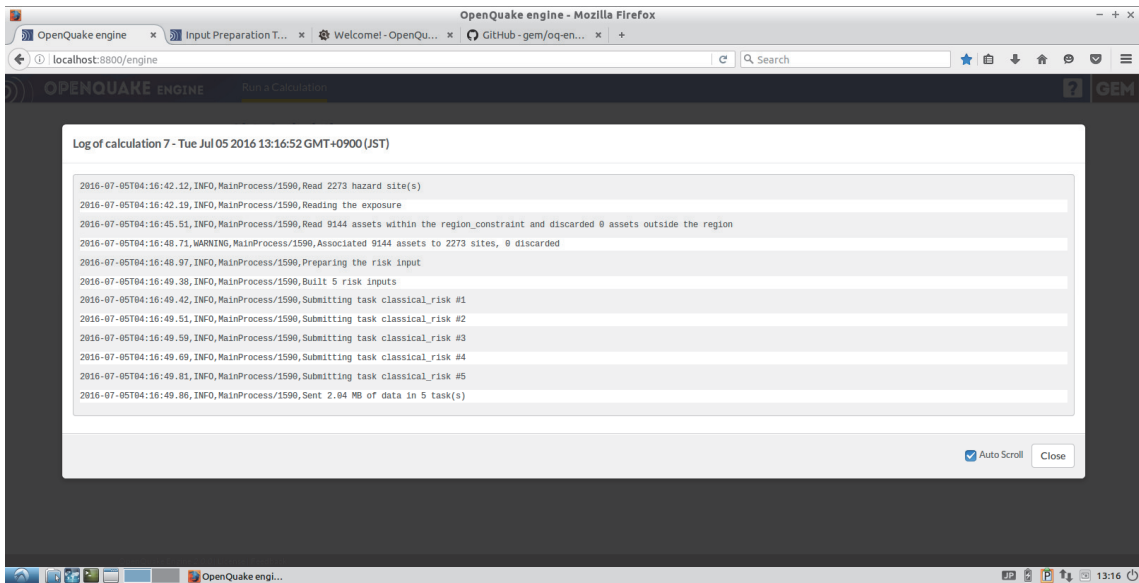 OpenQuake engine - Mozilla Firefox
OpenQuake engine × Input Preparation T... × Welcome! - OpenQu... × GitHub - gem/oq-en... × +
localhost:8800/engine Search
OPENQUAKE ENGINE Run a Calculation ? GEM
Log of calculation 7 - Tue Jul 05 2016 13:16:52 GMT+0900 (JST)
2016-07-05T04:16:42.12,INFO,MainProcess/1590,Read 2273 hazard site(s)
2016-07-05T04:16:42.19,INFO,MainProcess/1590,Reading the exposure
2016-07-05T04:16:45.51,INFO,MainProcess/1590,Read 9144 assets within the region_constraint and discarded 0 assets outside the region
2016-07-05T04:16:48.71,WARNING,MainProcess/1590,Associated 9144 assets to 2273 sites, 0 discarded
2016-07-05T04:16:48.97,INFO,MainProcess/1590,Preparing the risk input
2016-07-05T04:16:49.38,INFO,MainProcess/1590,Built 5 risk inputs
2016-07-05T04:16:49.42,INFO,MainProcess/1590,Submitting task classical_risk #1
2016-07-05T04:16:49.51,INFO,MainProcess/1590,Submitting task classical_risk #2
2016-07-05T04:16:49.59,INFO,MainProcess/1590,Submitting task classical_risk #3
2016-07-05T04:16:49.69,INFO,MainProcess/1590,Submitting task classical_risk #4
2016-07-05T04:16:49.81,INFO,MainProcess/1590,Submitting task classical_risk #5
2016-07-05T04:16:49.86,INFO,MainProcess/1590,Sent 2.04 MB of data in 5 task(s)
Auto Scroll Close
OpenQuake engi... JP P 13:16